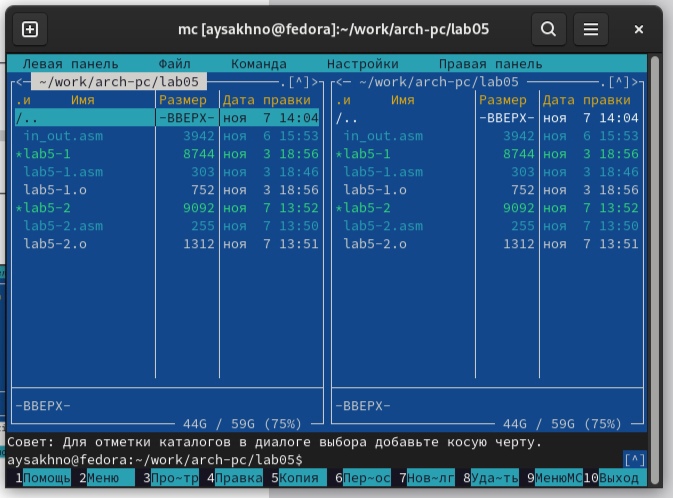 mc [aysakhno@fedora]:~/work/arch-pc/lab05
Левая панель Файл Команда Настройки Правая панель
<— ~/work/arch-pc/lab05 —.[^]>
.и Имя Размер Дата правки
/.. -ВВЕРХ- ноя 7 14:04
in_out.asm 3942 ноя 6 15:53
*lab5-1 8744 ноя 3 18:56
lab5-1.asm 303 ноя 3 18:46
lab5-1.o 752 ноя 3 18:56
*lab5-2 9092 ноя 7 13:52
lab5-2.asm 255 ноя 7 13:50
lab5-2.o 1312 ноя 7 13:51
-ВВЕРХ-
44G / 59G (75%)
<— ~/work/arch-pc/lab05 —.[^]>
.и Имя Размер Дата правки
/.. -ВВЕРХ- ноя 7 14:04
in_out.asm 3942 ноя 6 15:53
*lab5-1 8744 ноя 3 18:56
lab5-1.asm 303 ноя 3 18:46
lab5-1.o 752 ноя 3 18:56
*lab5-2 9092 ноя 7 13:52
lab5-2.asm 255 ноя 7 13:50
lab5-2.o 1312 ноя 7 13:51
-ВВЕРХ-
44G / 59G (75%)
Совет: Для отметки каталогов в диалоге выбора добавьте косую черту.
aysakhno@fedora:~/work/arch-pc/lab05$ [^]
1Помощь 2Меню 3Про~тр 4Правка 5Копия 6Пер~ос 7Нов~лг 8Уда~ть 9МенюMC 10Выход